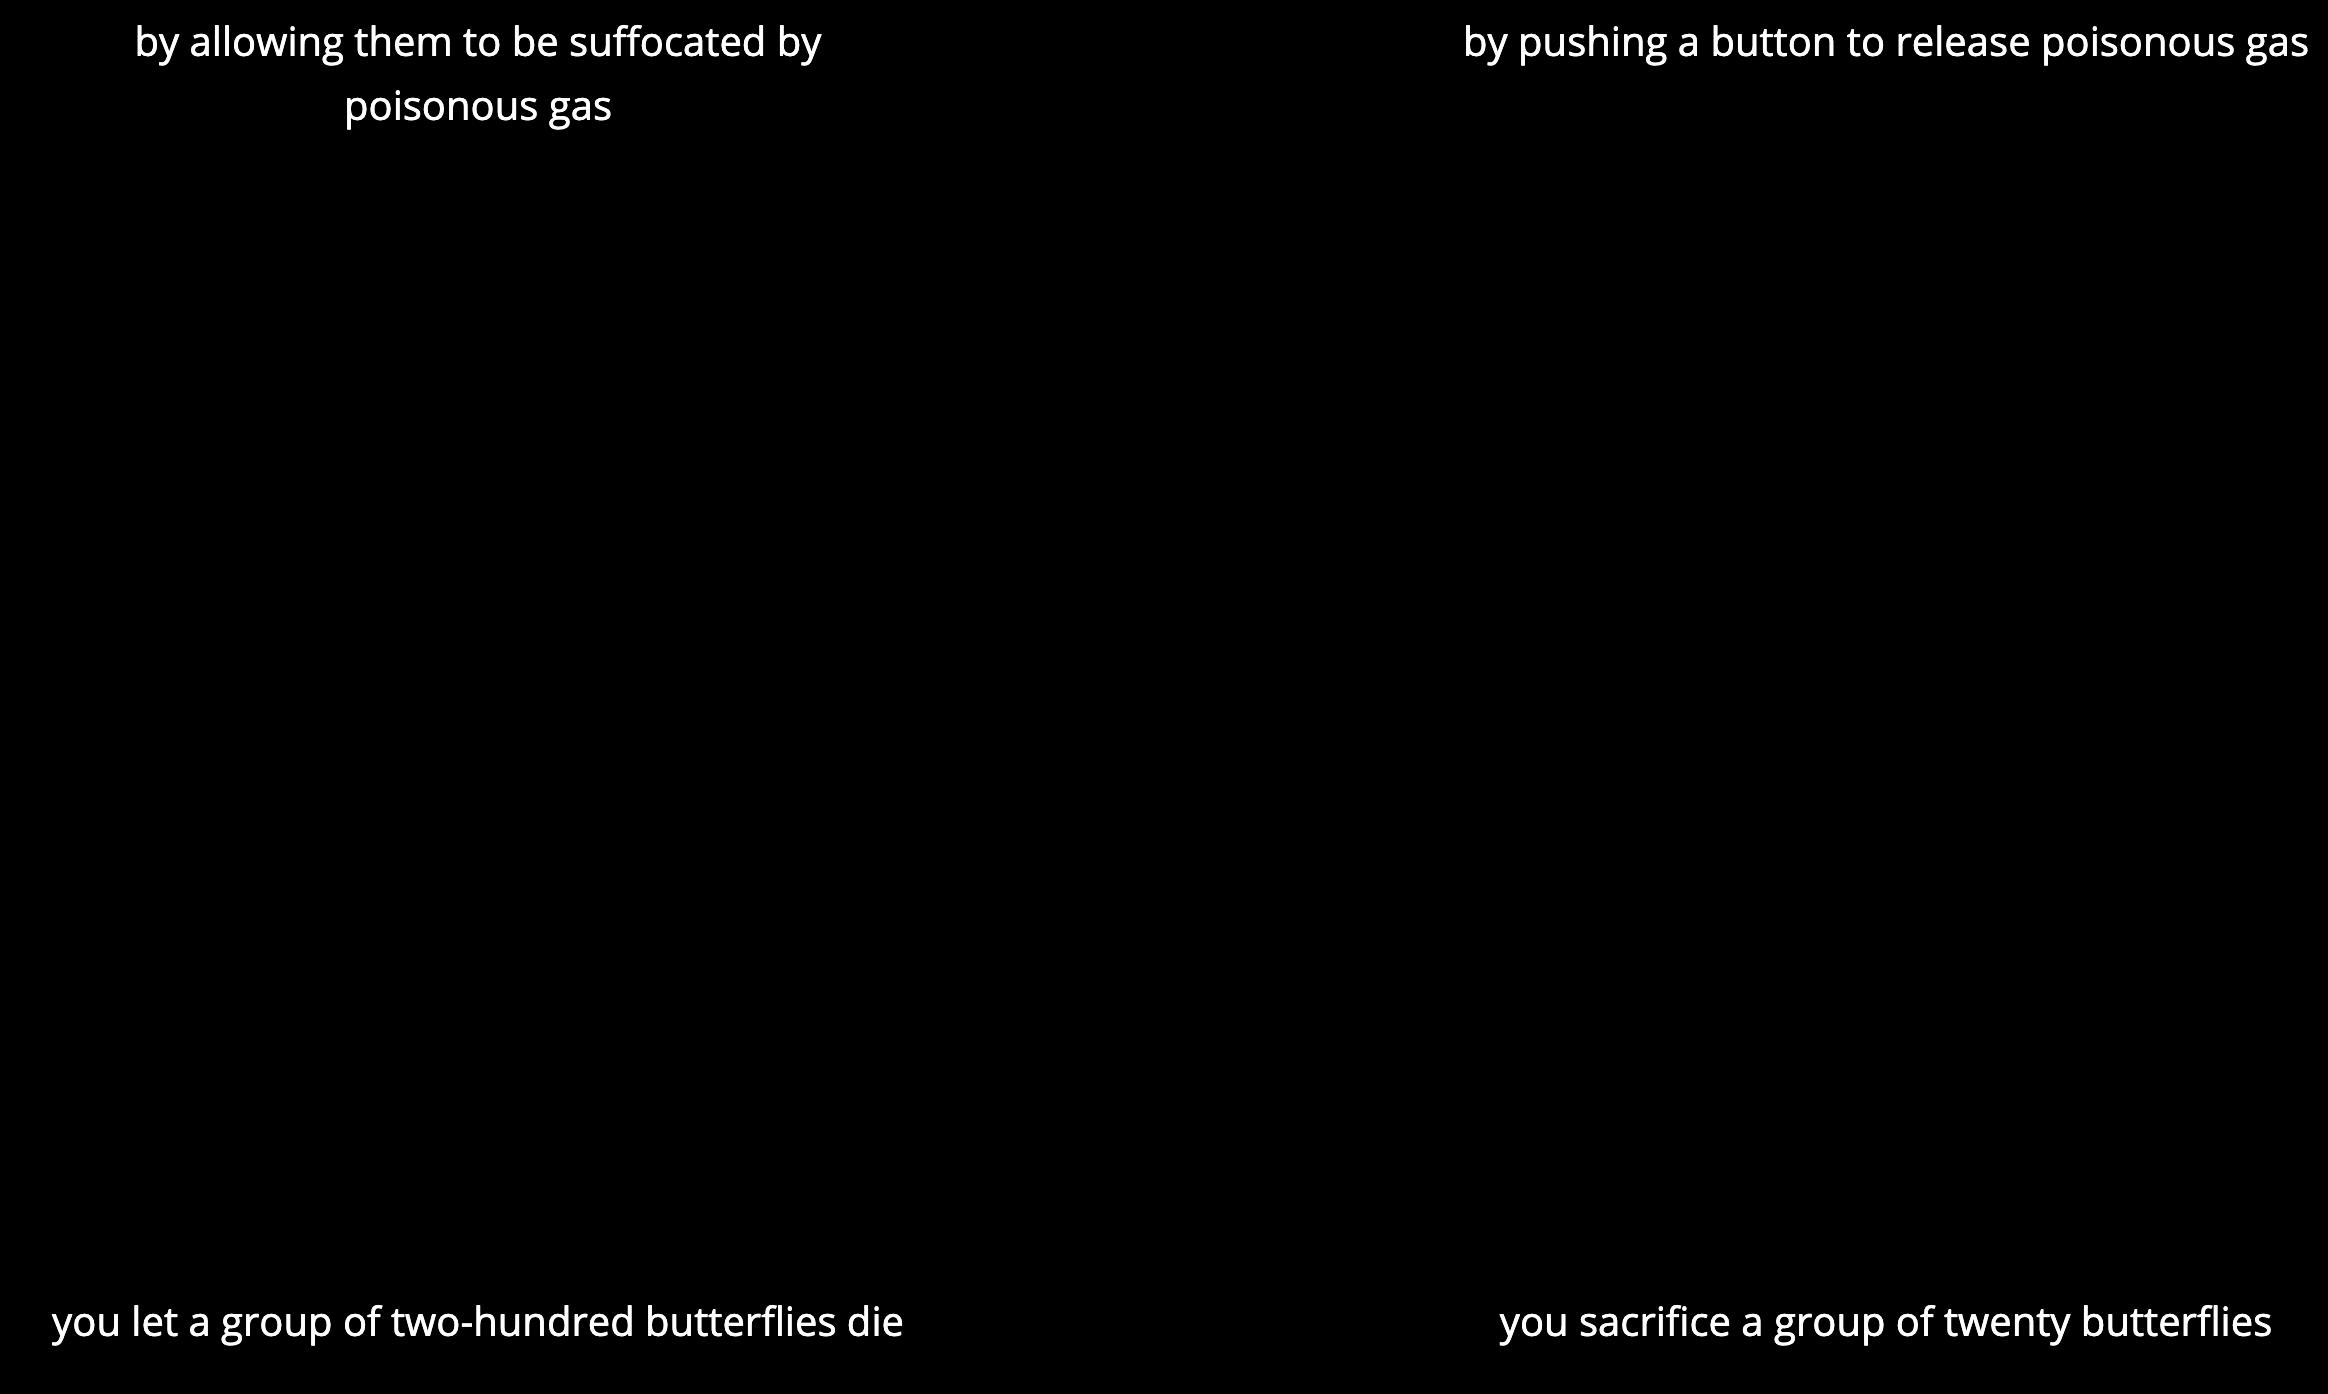 by allowing them to be suffocated by
poisonous gas
by pushing a button to release poisonous gas
you let a group of two-hundred butterflies die
you sacrifice a group of twenty butterflies